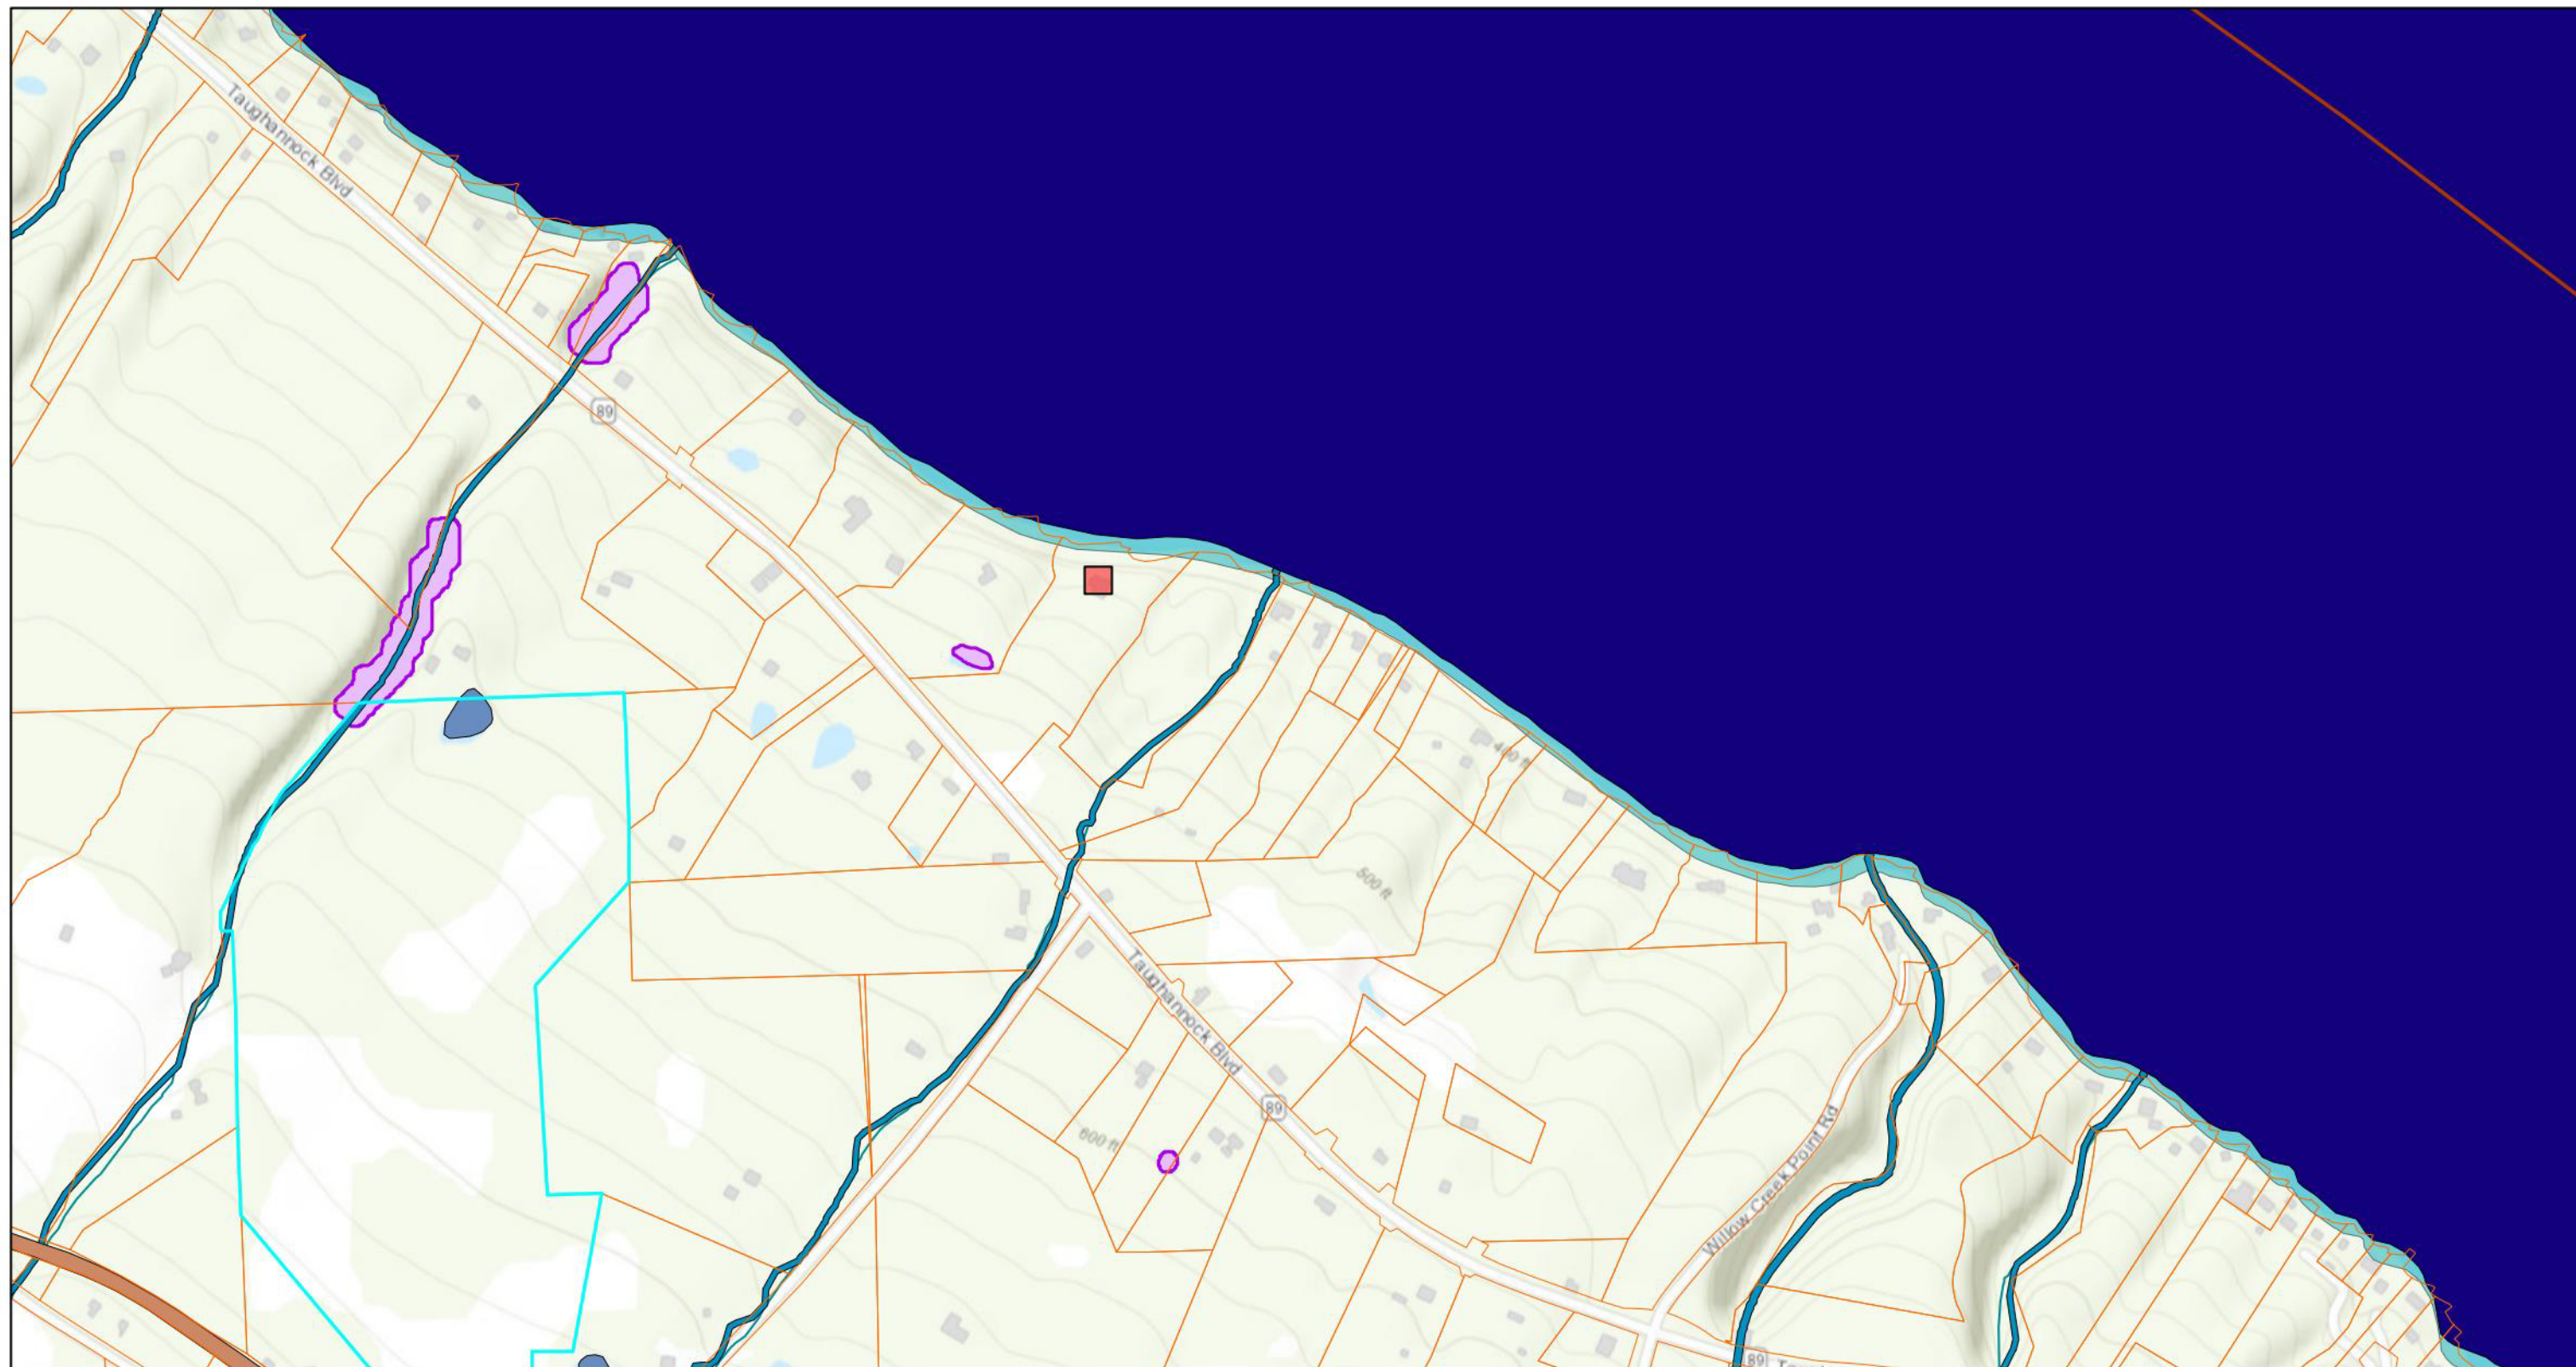 Taughannock Blvd
89
400 ft
500 ft
Taughannock Blvd
89
600 ft
Willow Creek Point Rd
89